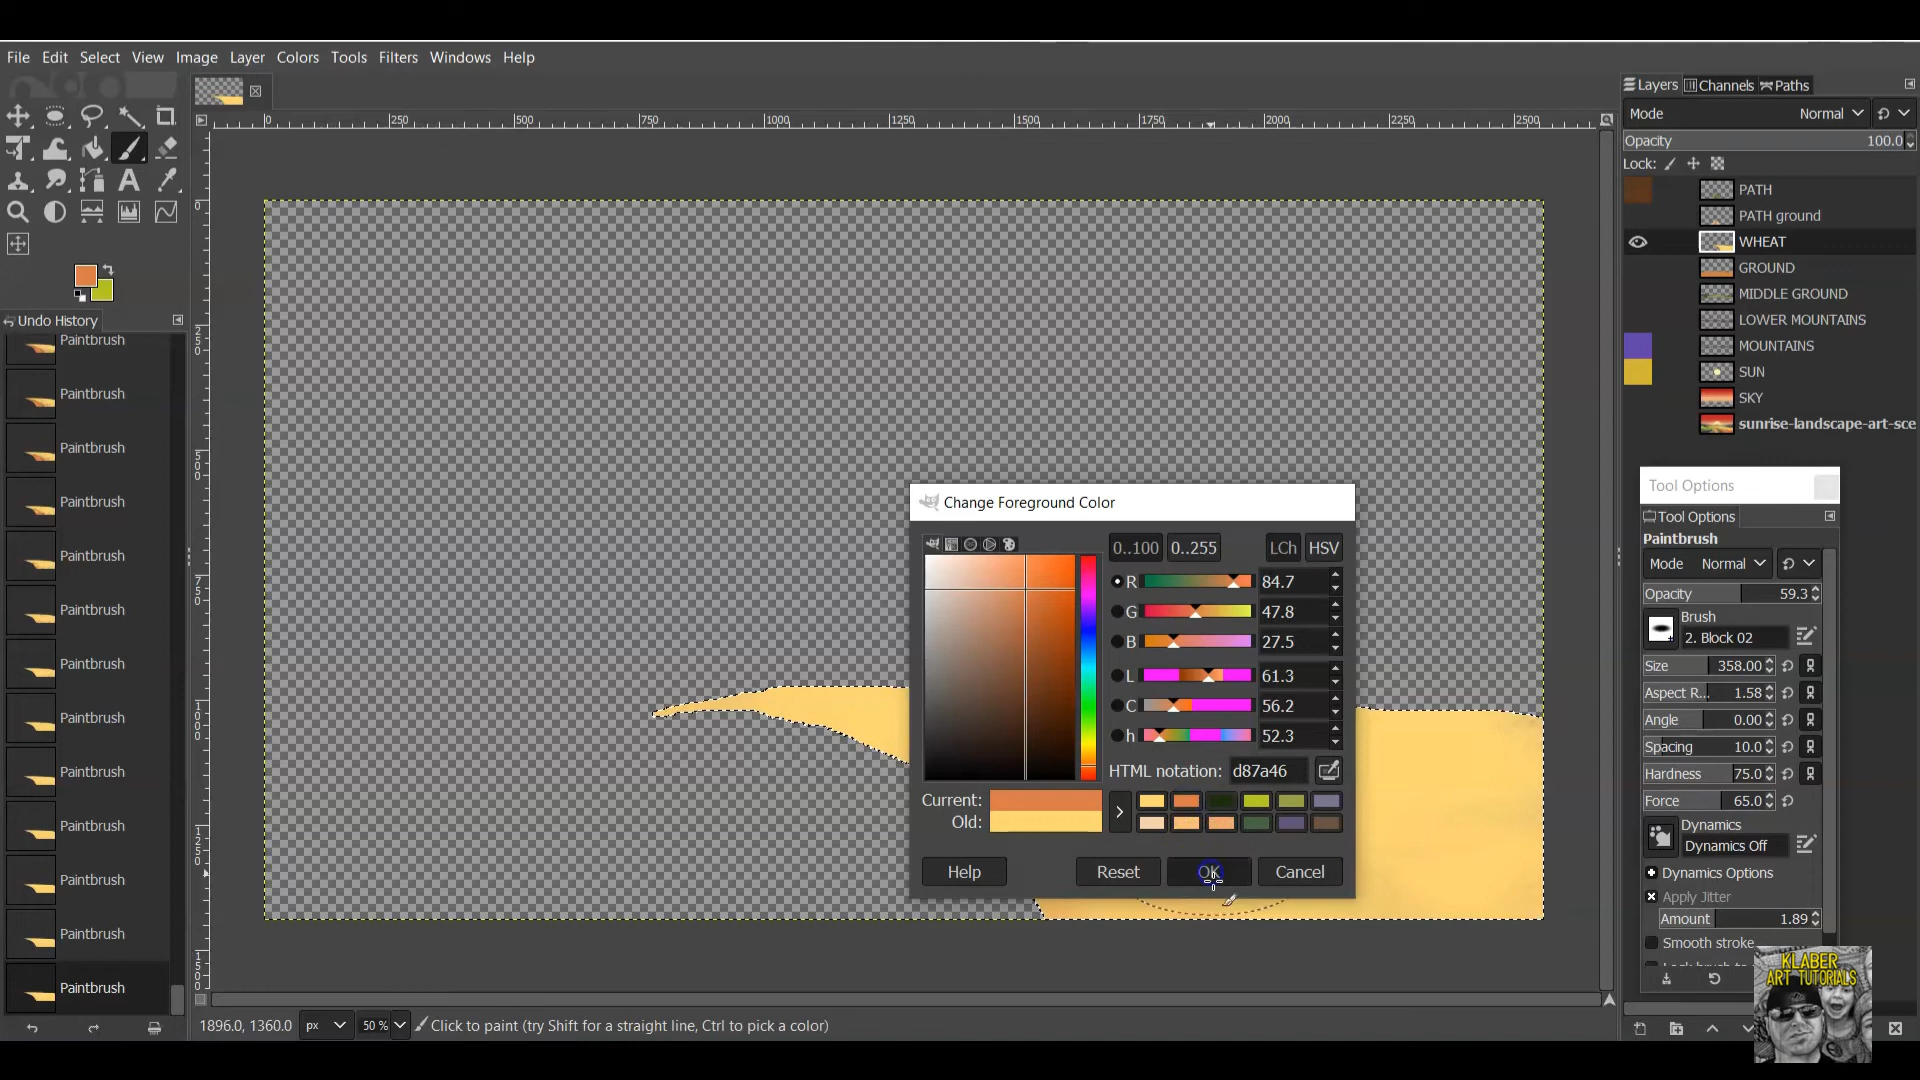 File Edit Select View Image Layer Colors Tools Filters Windows Help
Layers Channels Paths
Mode Normal
Opacity 100.0
Lock:
PATH
PATH ground
WHEAT
GROUND
MIDDLE GROUND
LOWER MOUNTAINS
MOUNTAINS
SUN
SKY
sunrise-landscape-art-sce
0 250 500 750 1000 1250 1500 1750 2000 2250 2500
0
250
500
750
1000
1250
Undo History
Paintbrush
Paintbrush
Paintbrush
Paintbrush
Paintbrush
Paintbrush
Paintbrush
Paintbrush
Paintbrush
Paintbrush
Paintbrush
Paintbrush
Paintbrush
Change Foreground Color
0..100 0..255 LCh HSV
R 84.7
G 47.8
B 27.5
L 61.3
C 56.2
h 52.3
HTML notation: d87a46
Current:
Old:
Help Reset OK Cancel
Tool Options
Tool Options
Paintbrush
Mode Normal
Opacity 59.3
Brush
2. Block 02
Size 358.00
Aspect R... 1.58
Angle 0.00
Spacing 10.0
Hardness 75.0
Force 65.0
Dynamics
Dynamics Off
Dynamics Options
Apply Jitter
Amount 1.89
Smooth stroke
KLABER
ART TUTORIALS
1896.0, 1360.0 px 50 % Click to paint (try Shift for a straight line, Ctrl to pick a color)